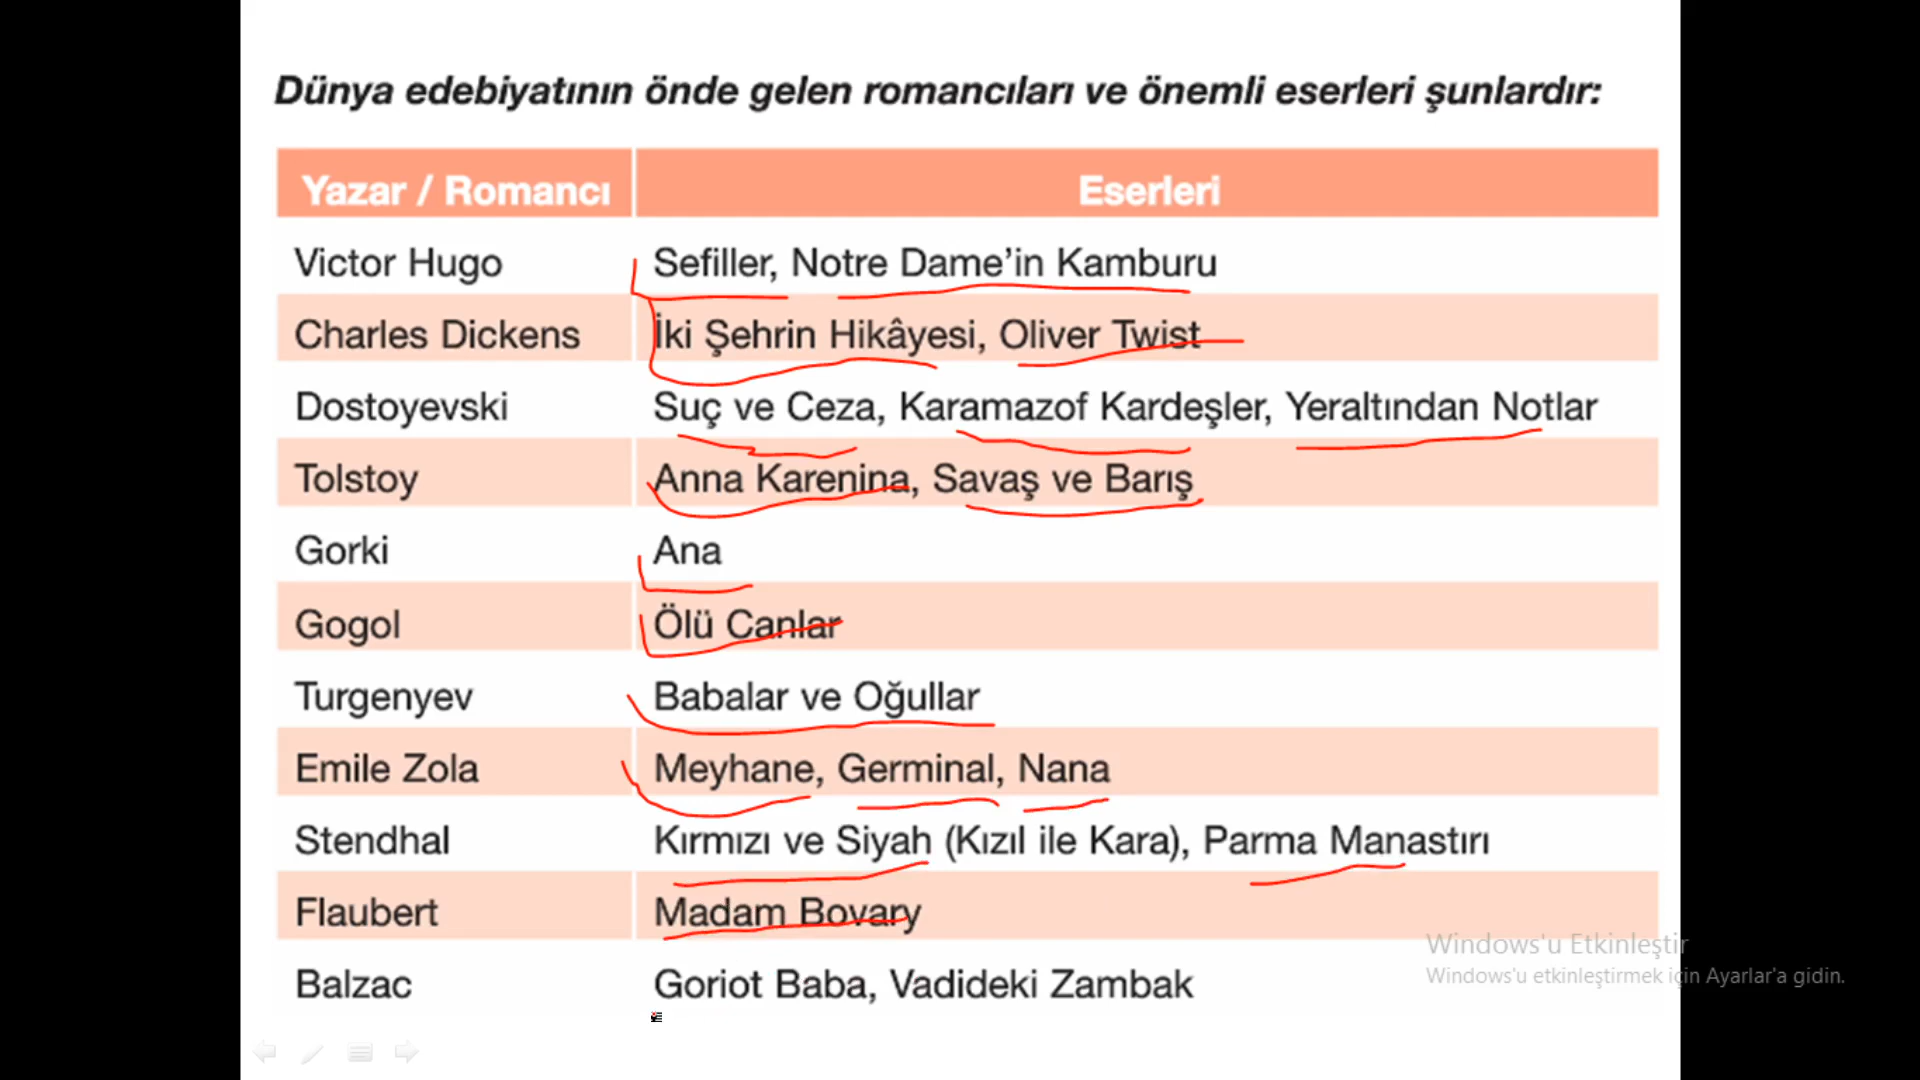 Dünya edebiyatının önde gelen romancıları ve önemli eserleri şunlardır:
Yazar / Romancı Eserleri
Victor Hugo Sefiller, Notre Dame’in Kamburu
Charles Dickens İki Şehrin Hikâyesi, Oliver Twist
Dostoyevski Suç ve Ceza, Karamazof Kardeşler, Yeraltından Notlar
Tolstoy Anna Karenina, Savaş ve Barış
Gorki Ana
Gogol Ölü Canlar
Turgenyev Babalar ve Oğullar
Emile Zola Meyhane, Germinal, Nana
Stendhal Kırmızı ve Siyah (Kızıl ile Kara), Parma Manastırı
Flaubert Madam Bovary
Balzac Goriot Baba, Vadideki Zambak
Windows'u Etkinleştir
Windows'u etkinleştirmek için Ayarlar'a gidin.